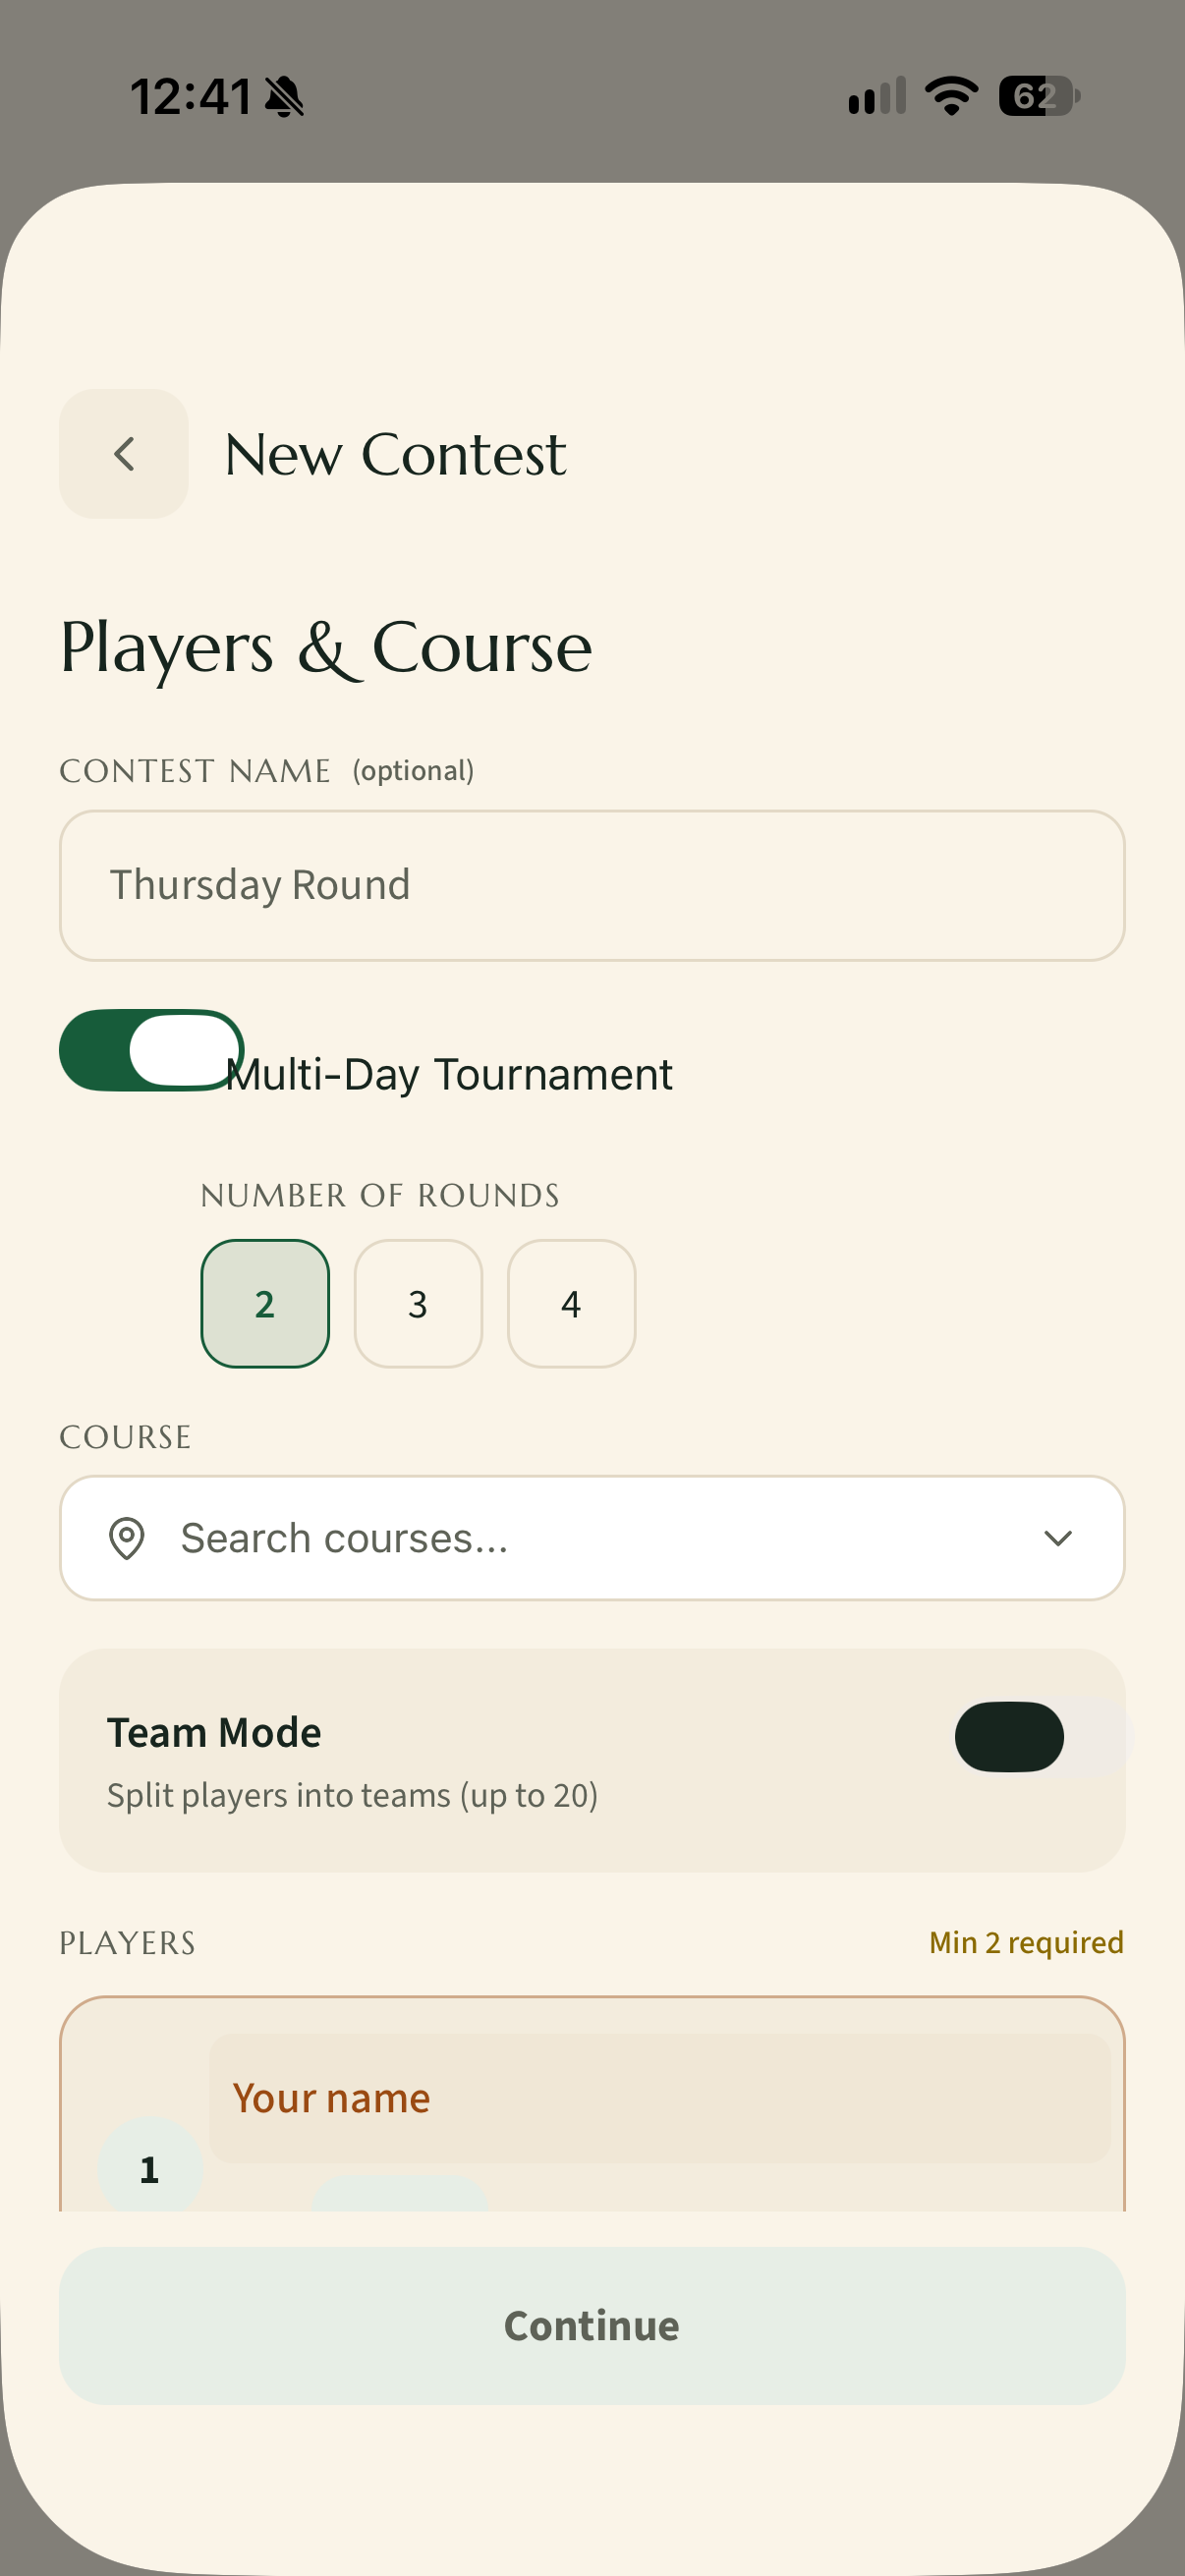 12:41
62
New Contest
Players & Course
CONTEST NAME (optional)
Thursday Round
Multi-Day Tournament
NUMBER OF ROUNDS
2 3 4
COURSE
Search courses...
Team Mode
Split players into teams (up to 20)
PLAYERS Min 2 required
Your name
1
Continue